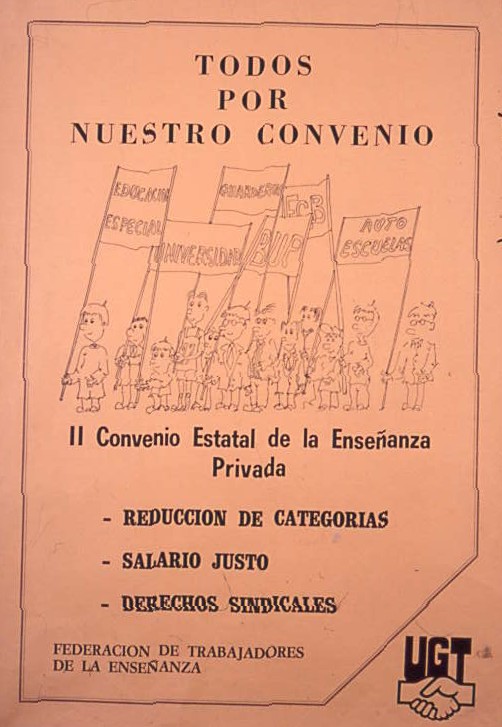 TODOS
POR
NUESTRO CONVENIO
EDUCACION
ESPECIAL
GUARDERIAS
EGB
UNIVERSIDAD
BUP
AUTO
ESCUELAS
II Convenio Estatal de la Enseñanza
Privada
- REDUCCION DE CATEGORIAS
- SALARIO JUSTO
- DERECHOS SINDICALES
FEDERACION DE TRABAJADORES
DE LA ENSEÑANZA
UGT